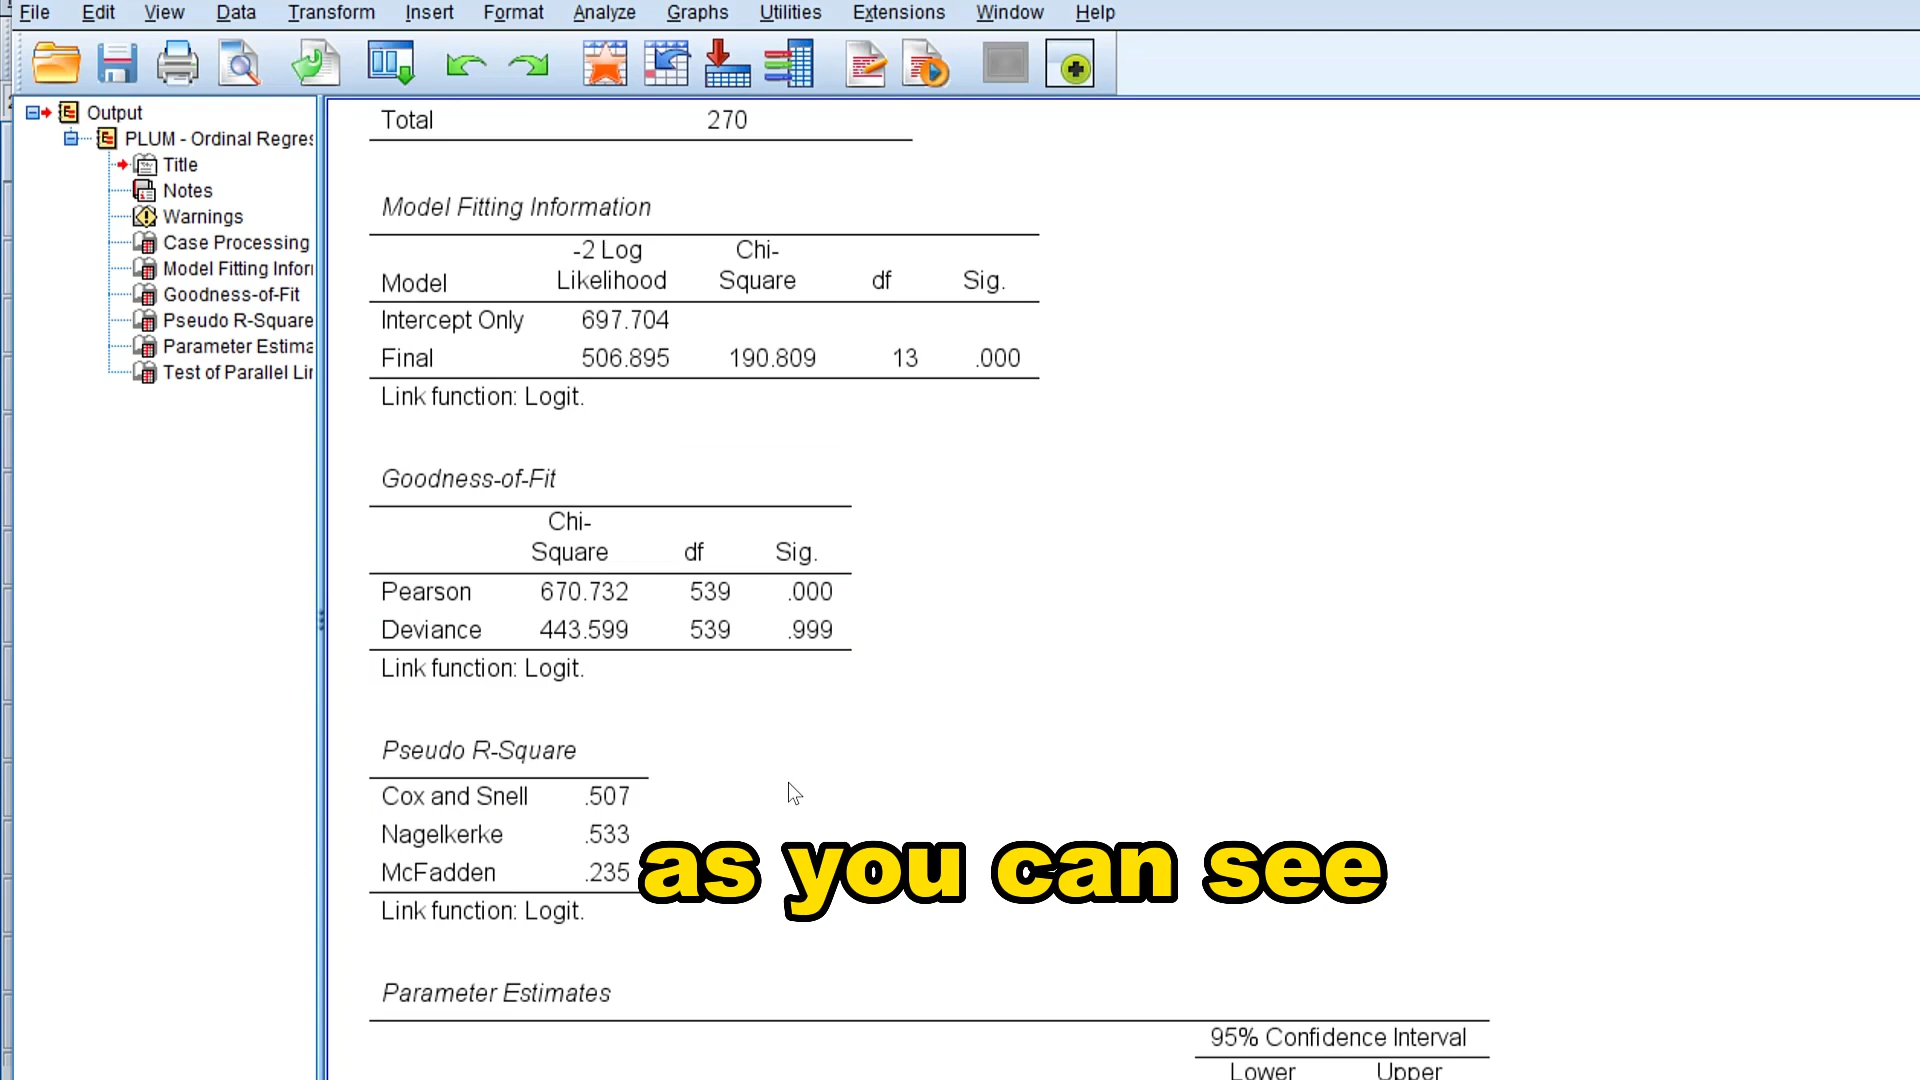 File Edit View Data Transform Insert Format Analyze Graphs Utilities Extensions Window Help
Output
PLUM - Ordinal Regres
Title
Notes
Warnings
Case Processing
Model Fitting Infor
Goodness-of-Fit
Pseudo R-Square
Parameter Estima
Test of Parallel Lir
Total 270
Model Fitting Information
-2 Log Chi-
Model Likelihood Square df Sig.
Intercept Only 697.704
Final 506.895 190.809 13 .000
Link function: Logit.
Goodness-of-Fit
Chi-
Square df Sig.
Pearson 670.732 539 .000
Deviance 443.599 539 .999
Link function: Logit.
Pseudo R-Square
Cox and Snell .507
Nagelkerke .533
McFadden .235
as you can see
Link function: Logit.
Parameter Estimates
95% Confidence Interval
Lower Upper